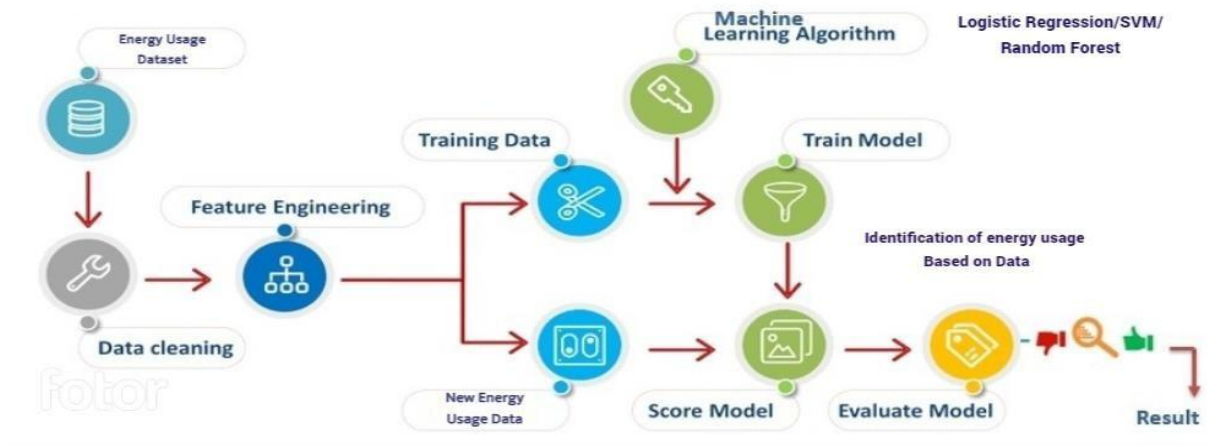 Energy Usage
Dataset
Machine
Learning Algorithm
Logistic Regression/SVM/
Random Forest
Training Data
Train Model
Feature Engineering
Identification of energy usage
Based on Data
Data cleaning
fotor
New Energy
Usage Data
Score Model
Evaluate Model
Result